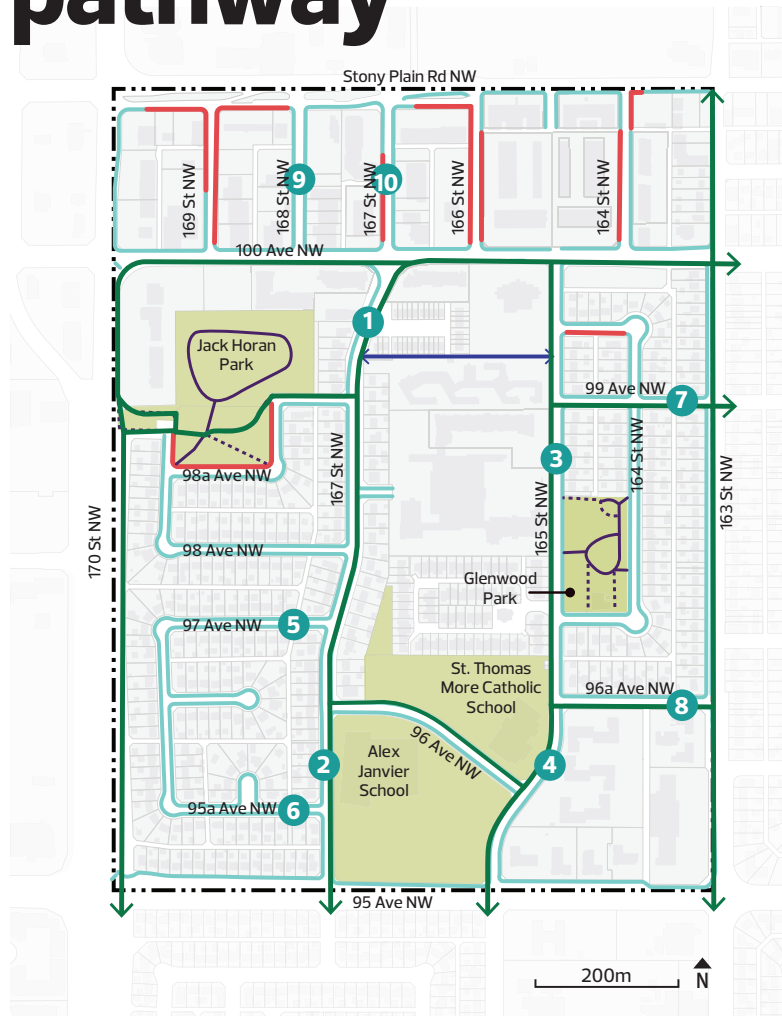 pathway
Stony Plain Rd NW
169 St NW
168 St NW
9
167 St NW
10
166 St NW
164 St NW
100 Ave NW
1
Jack Horan
Park
99 Ave NW
7
98a Ave NW
167 St NW
3
164 St NW
170 St NW
165 St NW
163 St NW
98 Ave NW
Glenwood
Park
97 Ave NW
5
St. Thomas
More Catholic
School
96a Ave NW
8
96 Ave NW
Alex
Janvier
School
2
4
95a Ave NW
6
95 Ave NW
200m
N